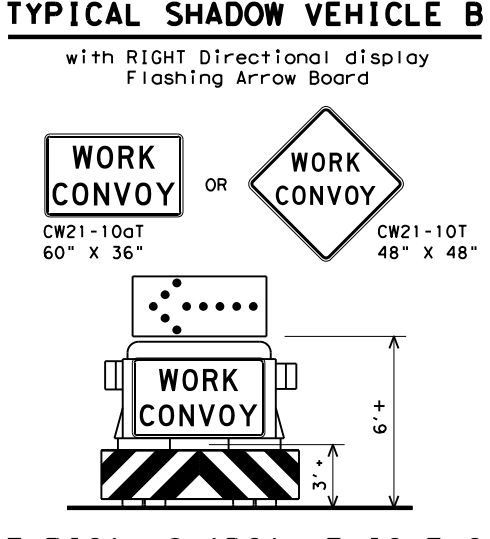 TYPICAL SHADOW VEHICLE B
with RIGHT Directional display
Flashing Arrow Board
WORK
CONVOY
OR
WORK
CONVOY
CW21-10aT
60" X 36"
CW21-10T
48" X 48"
WORK
CONVOY
6'+
3'+